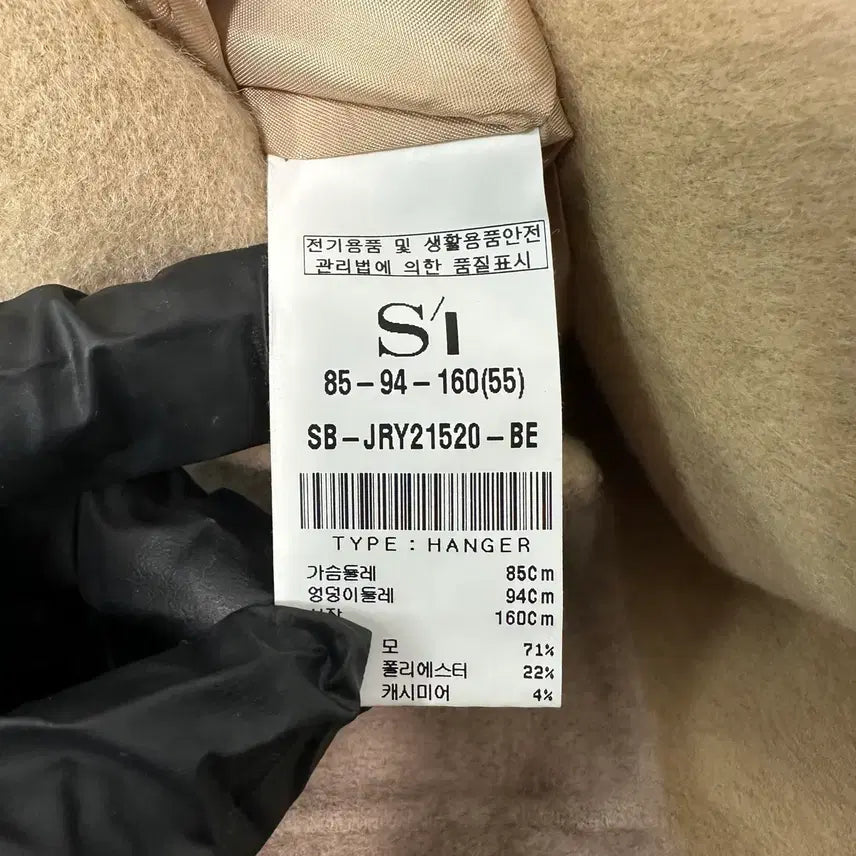 전기용품 및 생활용품안전
관리법에 의한 품질표시
S/I
85-94-160(55)
SB-JRY21520-BE
TYPE : HANGER
가슴둘레 85Cm
엉덩이둘레 94Cm
160Cm
모 71%
폴리에스터 22%
캐시미어 4%